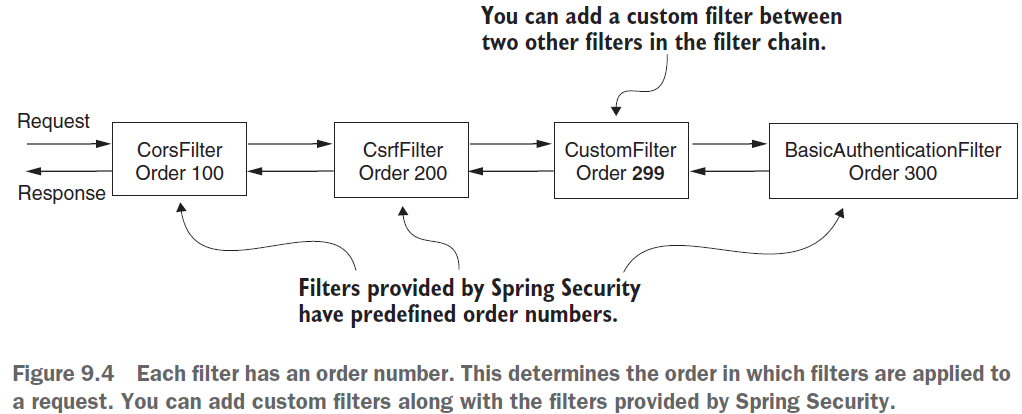 You can add a custom filter between
two other filters in the filter chain.
Request
Response
CorsFilter
Order 100
CsrfFilter
Order 200
CustomFilter
Order 299
BasicAuthenticationFilter
Order 300
Filters provided by Spring Security
have predefined order numbers.
Figure 9.4 Each filter has an order number. This determines the order in which filters are applied to
a request. You can add custom filters along with the filters provided by Spring Security.